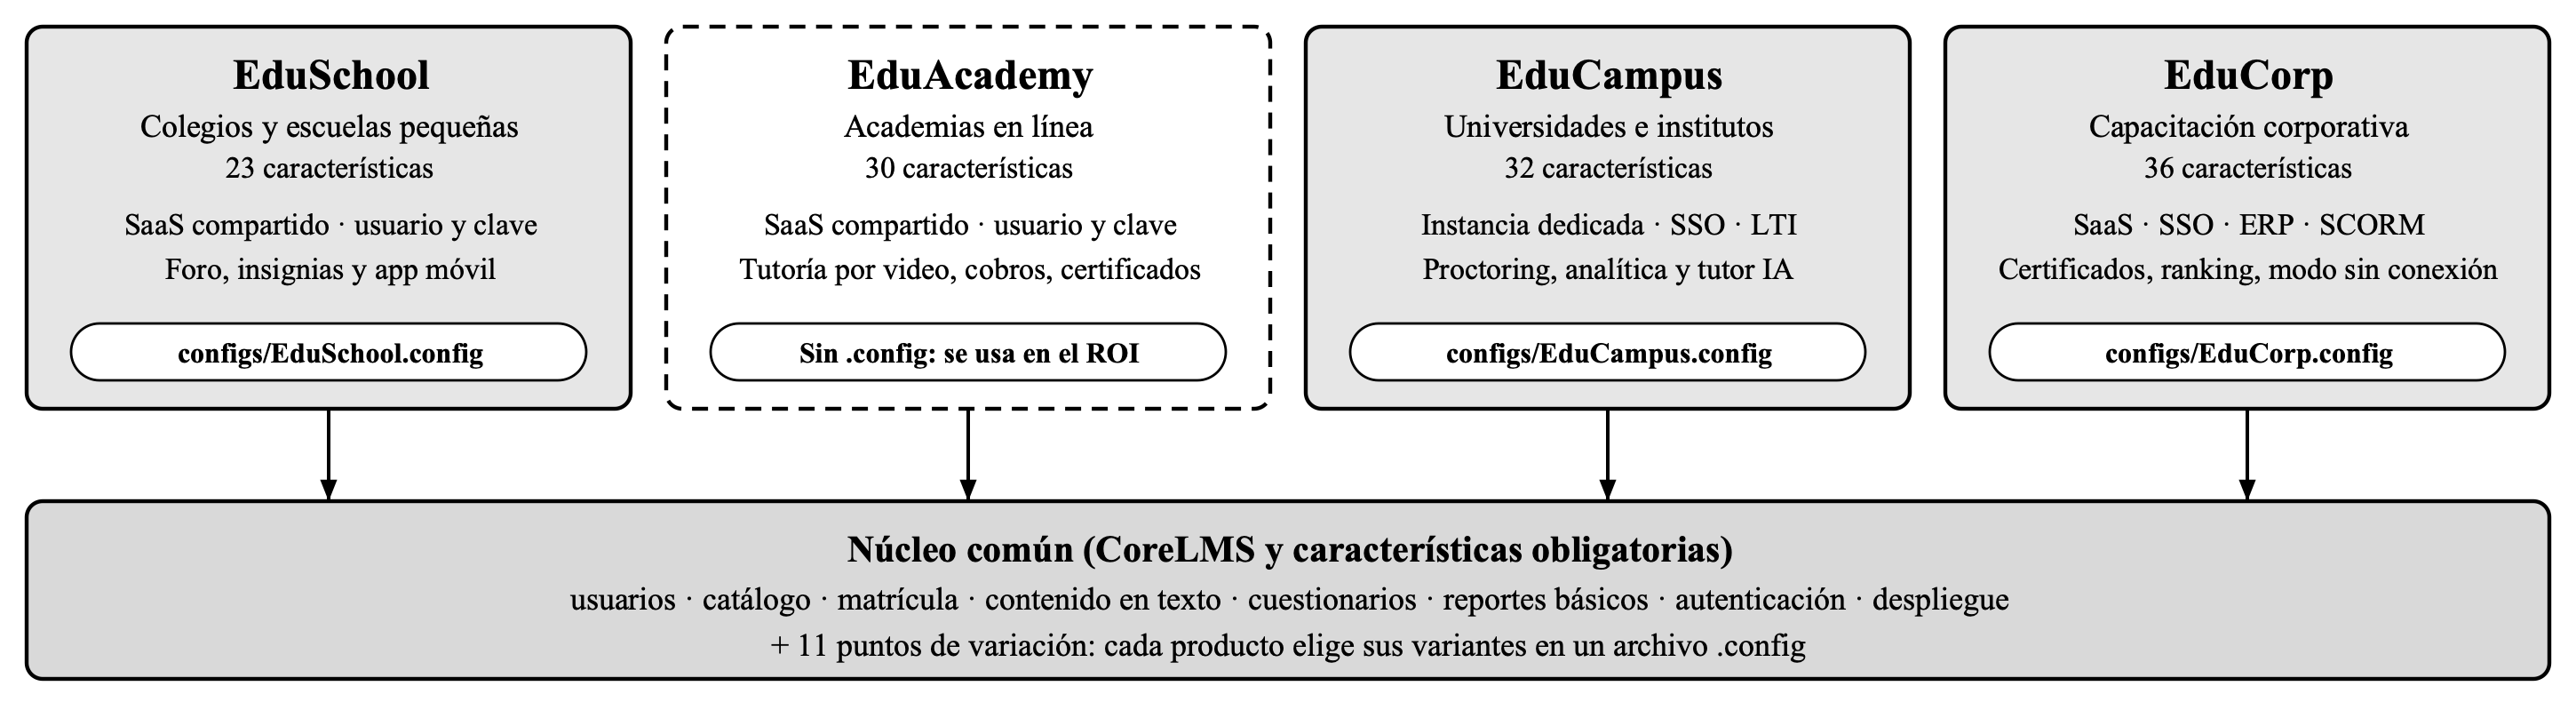 EduSchool
Colegios y escuelas pequeñas
23 características
SaaS compartido · usuario y clave
Foro, insignias y app móvil
configs/EduSchool.config
EduAcademy
Academias en línea
30 características
SaaS compartido · usuario y clave
Tutoría por video, cobros, certificados
Sin .config: se usa en el ROI
EduCampus
Universidades e institutos
32 características
Instancia dedicada · SSO · LTI
Proctoring, analítica y tutor IA
configs/EduCampus.config
EduCorp
Capacitación corporativa
36 características
SaaS · SSO · ERP · SCORM
Certificados, ranking, modo sin conexión
configs/EduCorp.config
Núcleo común (CoreLMS y características obligatorias)
usuarios · catálogo · matrícula · contenido en texto · cuestionarios · reportes básicos · autenticación · despliegue
+ 11 puntos de variación: cada producto elige sus variantes en un archivo .config